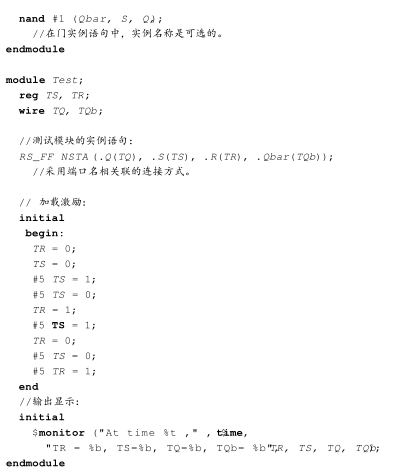 nand #1 (Qbar, S, Q);
//在门实例语句中，实例名称是可选的。
endmodule
module Test;
reg TS, TR;
wire TQ, TQb;
//测试模块的实例语句:
RS_FF NSTA (.Q(TQ), .S(TS), .R(TR), .Qbar(TQb));
//采用端口名相关联的连接方式。
// 加载激励:
initial
begin:
TR = 0;
TS = 0;
#5 TS = 1;
#5 TS = 0;
TR = 1;
#5 TS = 1;
TR = 0;
#5 TS = 0;
#5 TR = 1;
end
//输出显示:
initial
$monitor ("At time %t ," , $time,
"TR = %b, TS=%b, TQ=%b, TQb= %b", TR, TS, TQ, TQb);
endmodule